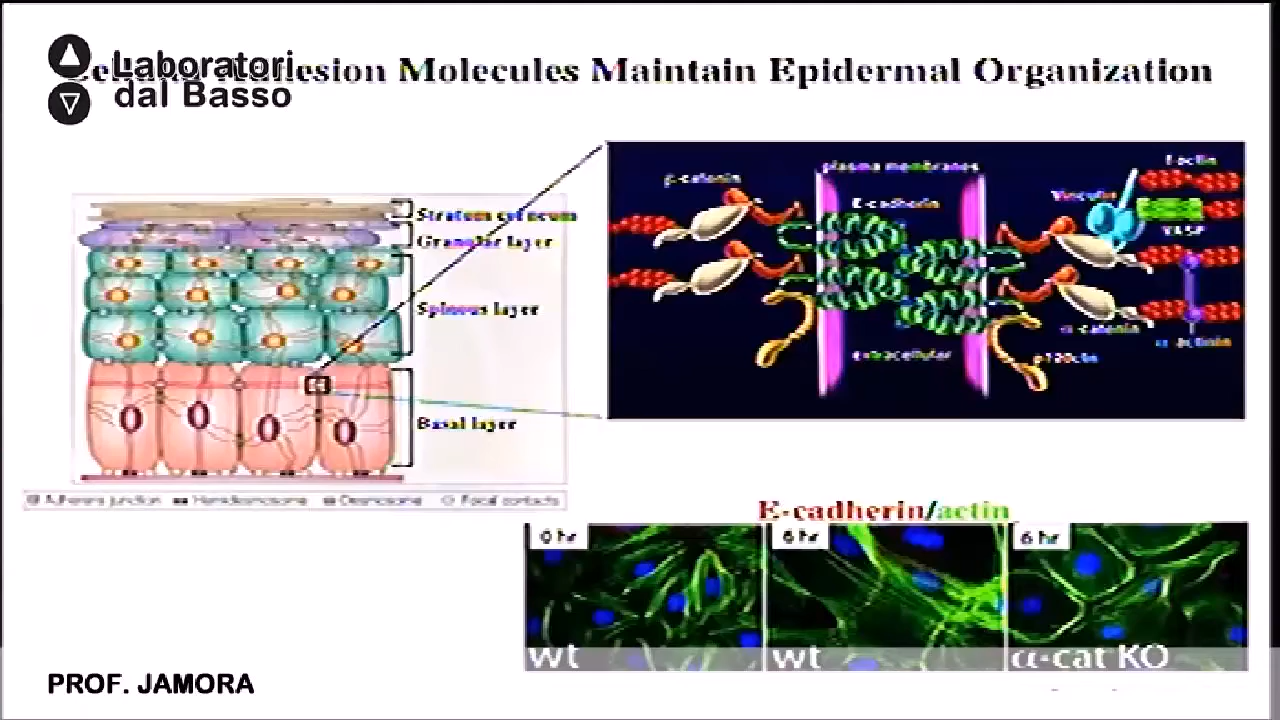 Laboratori
dal Basso
Adhesion Molecules Maintain Epidermal Organization
β-catenin
plasma membranes
E-cadherin
Vinculin
F-actin
VASP
α-catenin
α-actinin
extracellular
p120ctn
Stratum corneum
Granular layer
Spinous layer
Basal layer
Adherens junction
Hemidesmosome
Desmosome
Focal contacts
E-cadherin/actin
0 hr
6 hr
6 hr
wt
wt
α-cat KO
PROF. JAMORA